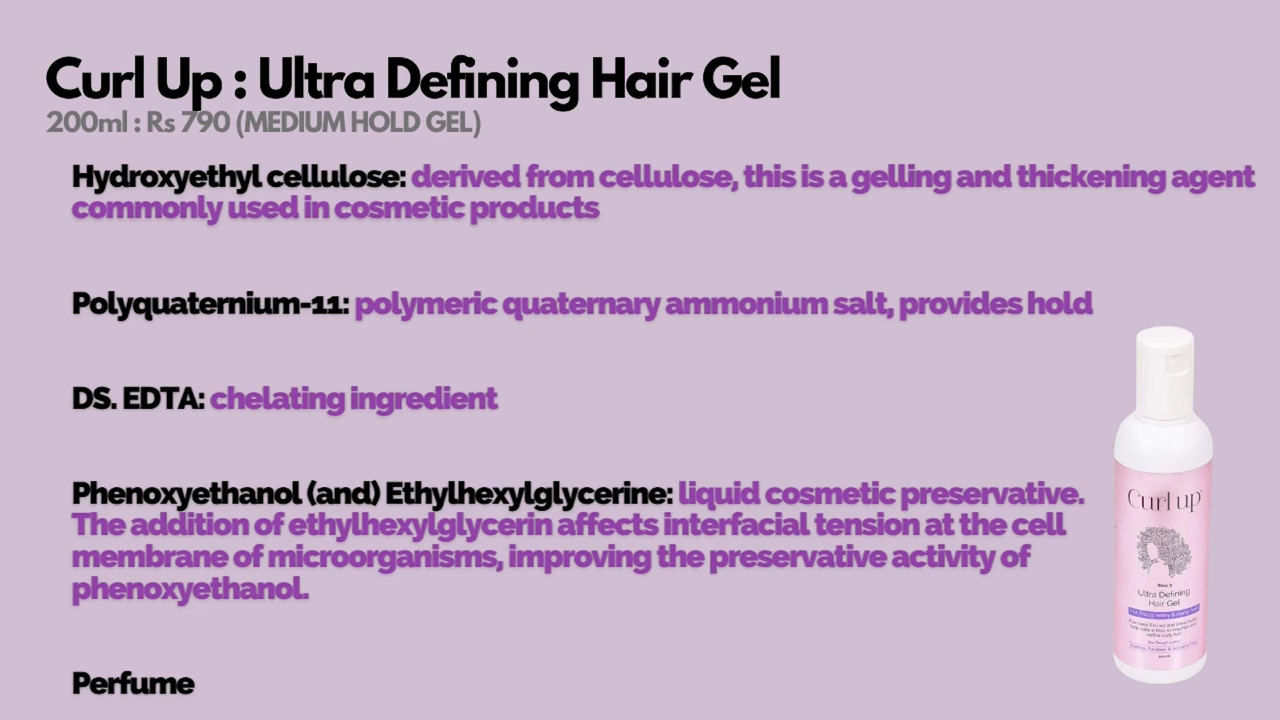 Curl Up : Ultra Defining Hair Gel
200ml : Rs 790 (MEDIUM HOLD GEL)
Hydroxyethyl cellulose: derived from cellulose, this is a gelling and thickening agent
commonly used in cosmetic products
Polyquaternium-11: polymeric quaternary ammonium salt, provides hold
DS. EDTA: chelating ingredient
Phenoxyethanol (and) Ethylhexylglycerine: liquid cosmetic preservative.
The addition of ethylhexylglycerin affects interfacial tension at the cell
membrane of microorganisms, improving the preservative activity of
phenoxyethanol.
Perfume
Curl up
Step 3
Ultra Defining
Hair Gel